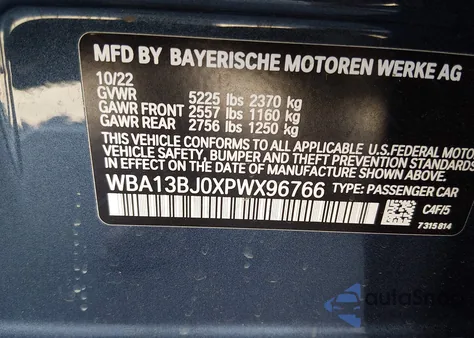 MFD BY BAYERISCHE MOTOREN WERKE AG
10/22
GVWR 5225 lbs 2370 kg
GAWR FRONT 2557 lbs 1160 kg
GAWR REAR 2756 lbs 1250 kg
THIS VEHICLE CONFORMS TO ALL APPLICABLE U.S.FEDERAL MOTOR
VEHICLE SAFETY, BUMPER, AND THEFT PREVENTION STANDARDS
IN EFFECT ON THE DATE OF MANUFACTURE SHOWN ABOVE.
WBA13BJ0XPWX96766 TYPE: PASSENGER CAR
C4F/5
7315814